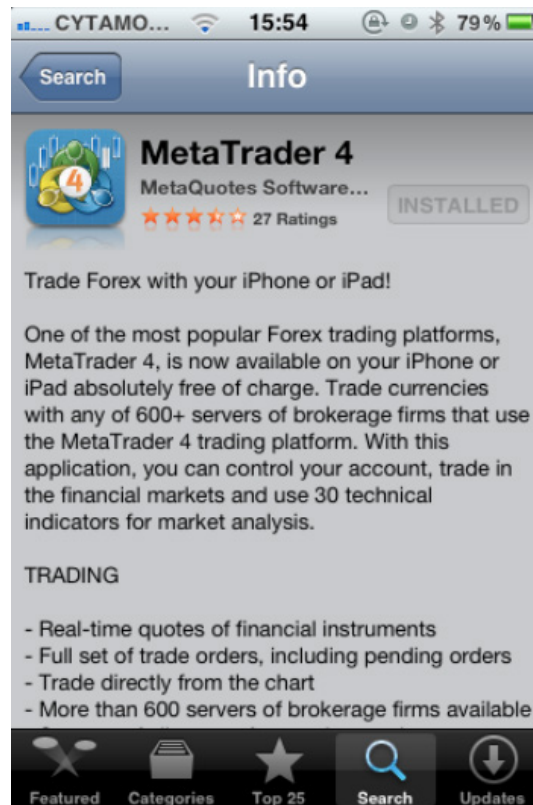 CYTAMO... 15:54 79%
Search Info
4
MetaTrader 4
MetaQuotes Software...
INSTALLED
27 Ratings
Trade Forex with your iPhone or iPad!
One of the most popular Forex trading platforms,
MetaTrader 4, is now available on your iPhone or
iPad absolutely free of charge. Trade currencies
with any of 600+ servers of brokerage firms that use
the MetaTrader 4 trading platform. With this
application, you can control your account, trade in
the financial markets and use 30 technical
indicators for market analysis.
TRADING
- Real-time quotes of financial instruments
- Full set of trade orders, including pending orders
- Trade directly from the chart
- More than 600 servers of brokerage firms available
Featured Categories Top 25 Search Updates